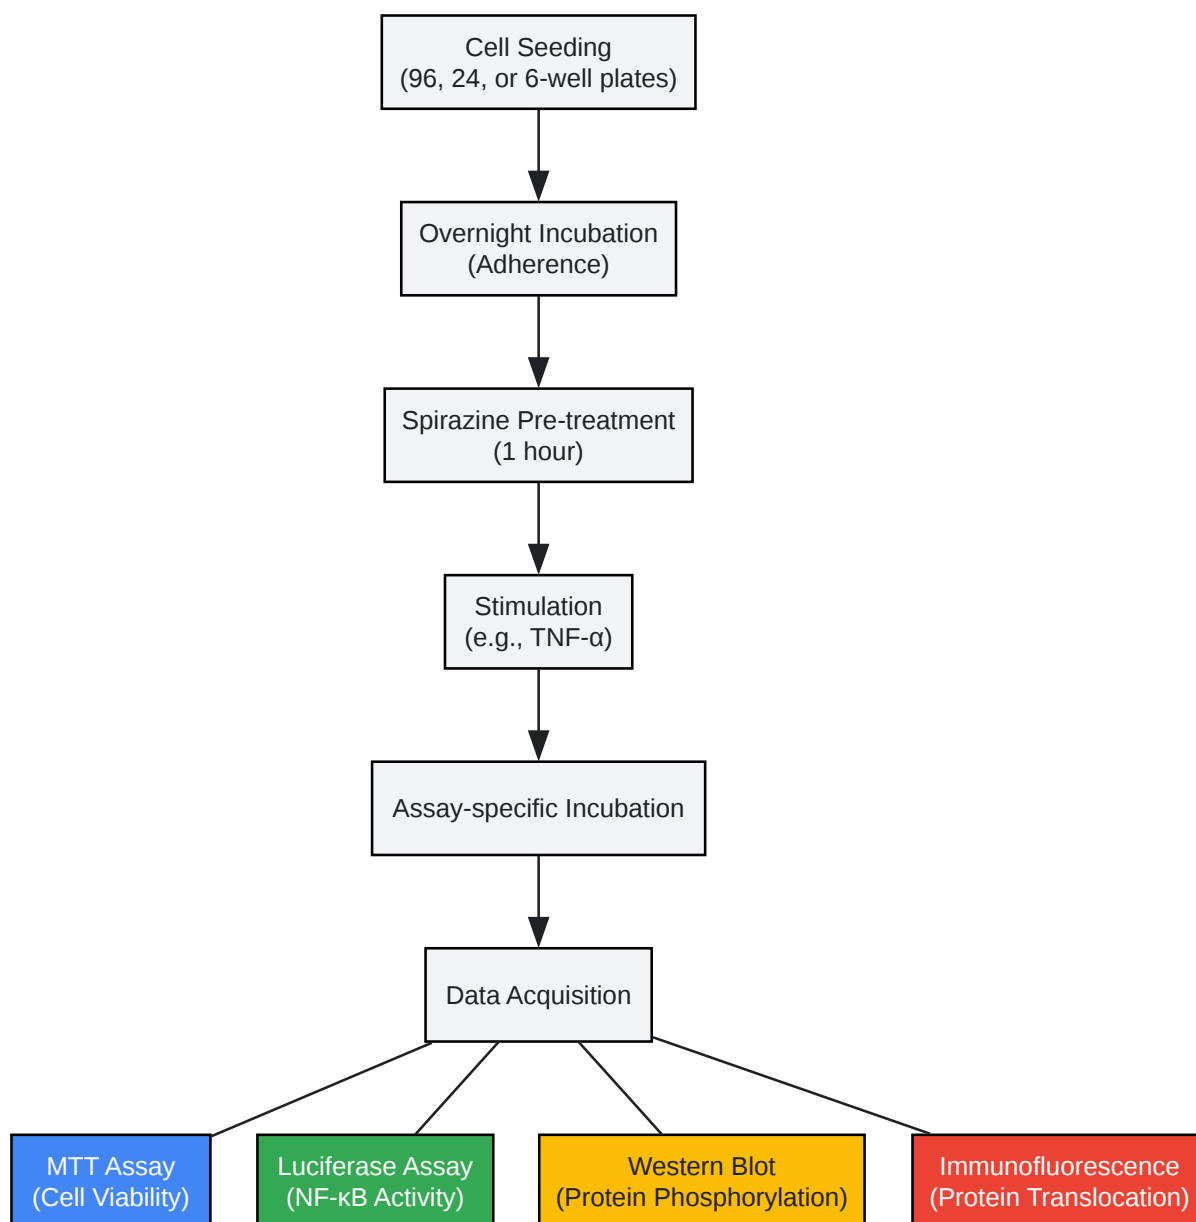 Cell Seeding
(96, 24, or 6-well plates)
Overnight Incubation
(Adherence)
Spirazine Pre-treatment
(1 hour)
Stimulation
(e.g., TNF-α)
Assay-specific Incubation
Data Acquisition
MTT Assay
(Cell Viability)
Luciferase Assay
(NF-κB Activity)
Western Blot
(Protein Phosphorylation)
Immunofluorescence
(Protein Translocation)